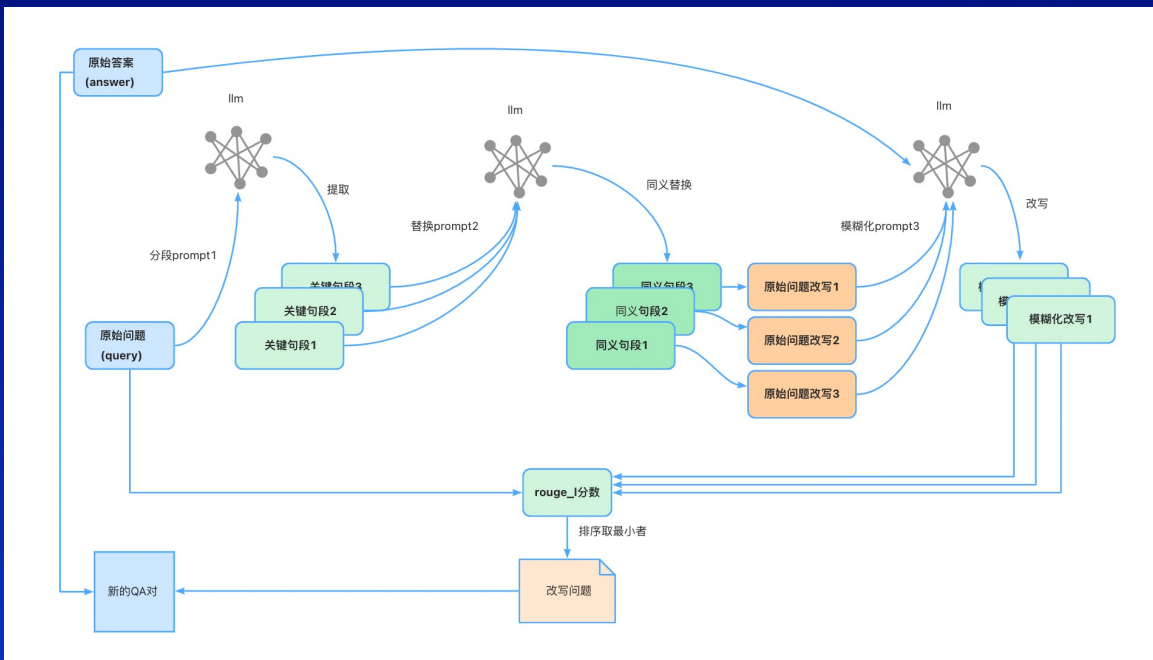 原始答案
(answer)
llm
llm
llm
提取
同义替换
改写
分段prompt1
替换prompt2
模糊化prompt3
关键句段3
关键句段2
关键句段1
同义句段3
同义句段2
同义句段1
原始问题改写1
原始问题改写2
原始问题改写3
模糊化改写1
原始问题
(query)
rouge_l分数
排序取最小者
新的QA对
改写问题